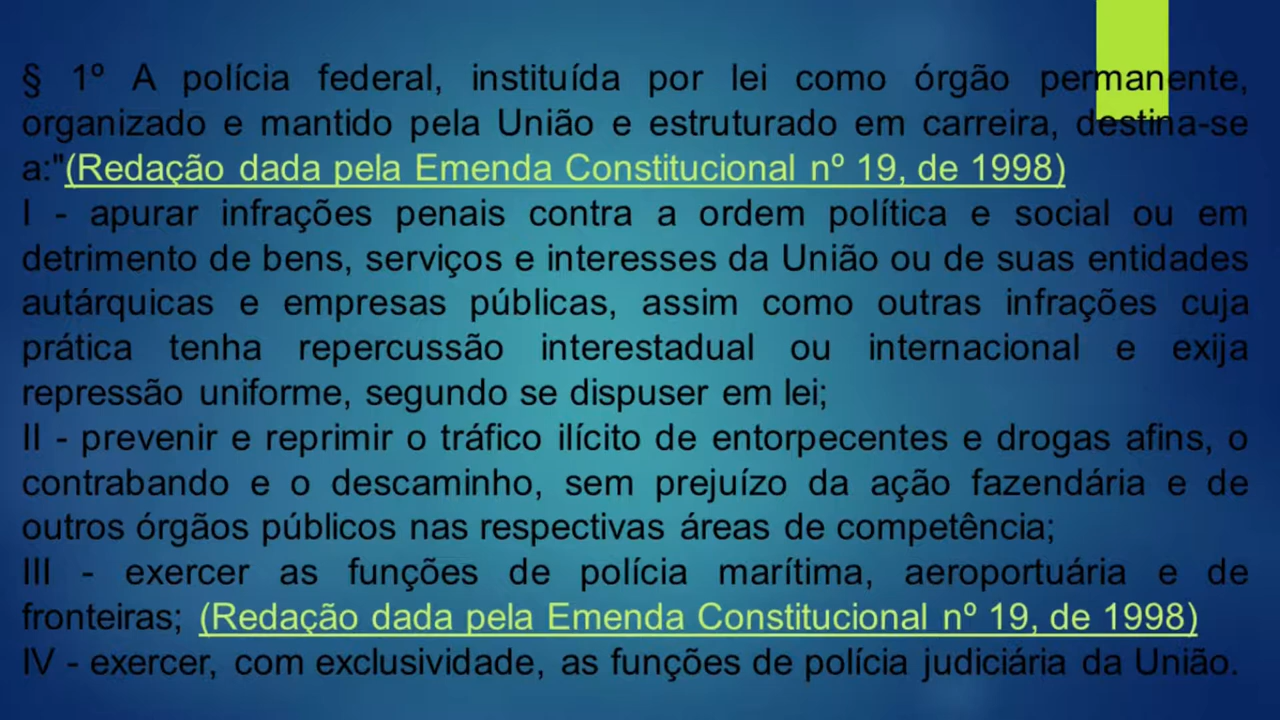 § 1º A polícia federal, instituída por lei como órgão permanente,
organizado e mantido pela União e estruturado em carreira, destina-se
a:"(Redação dada pela Emenda Constitucional nº 19, de 1998)
I - apurar infrações penais contra a ordem política e social ou em
detrimento de bens, serviços e interesses da União ou de suas entidades
autárquicas e empresas públicas, assim como outras infrações cuja
prática tenha repercussão interestadual ou internacional e exija
repressão uniforme, segundo se dispuser em lei;
II - prevenir e reprimir o tráfico ilícito de entorpecentes e drogas afins, o
contrabando e o descaminho, sem prejuízo da ação fazendária e de
outros órgãos públicos nas respectivas áreas de competência;
III - exercer as funções de polícia marítima, aeroportuária e de
fronteiras; (Redação dada pela Emenda Constitucional nº 19, de 1998)
IV - exercer, com exclusividade, as funções de polícia judiciária da União.